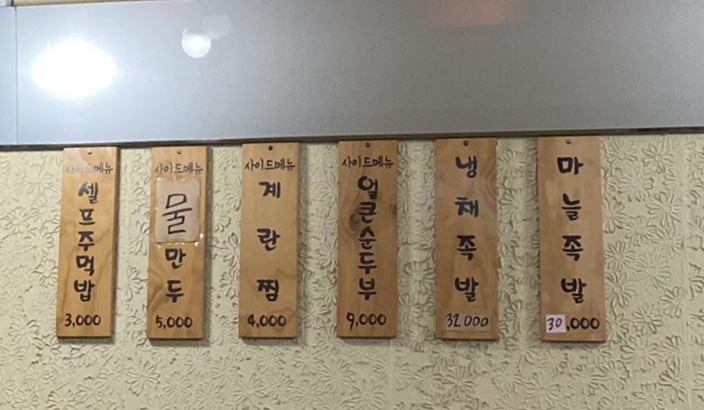 사이드메뉴
셀프주먹밥
3,000
사이드메뉴
물만두
5,000
사이드메뉴
계란찜
4,000
사이드메뉴
얼큰순두부
9,000
냉채족발
32,000
마늘족발
30,000